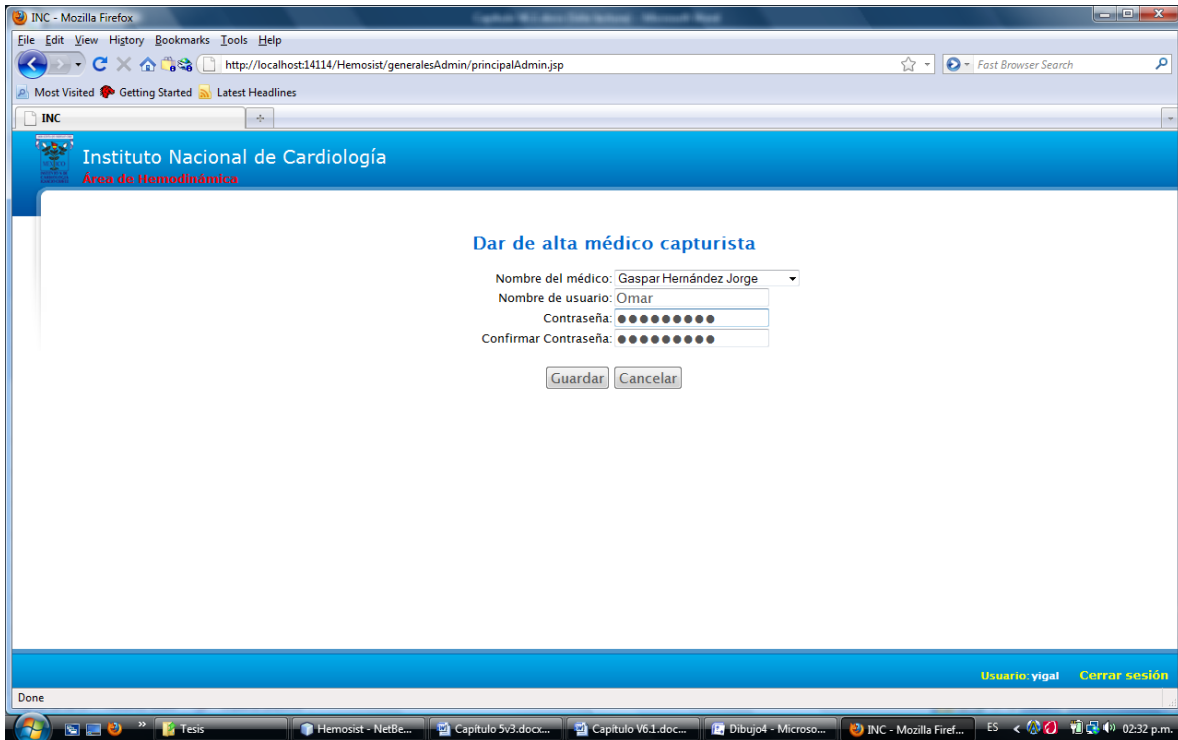 INC - Mozilla Firefox
File Edit View History Bookmarks Tools Help
http://localhost:14114/Hemosist/generalesAdmin/principalAdmin.jsp
Fast Browser Search
Most Visited Getting Started Latest Headlines
INC
Instituto Nacional de Cardiología
Área de Hemodinámica
Dar de alta médico capturista
Nombre del médico: Gaspar Hernández Jorge
Nombre de usuario: Omar
Contraseña: ●●●●●●●●●
Confirmar Contraseña: ●●●●●●●●●
Guardar Cancelar
Usuario: yigal Cerrar sesión
Done
» Tesis Hemosist - NetBe... Capítulo 5v3.docx... Capítulo V6.1.doc... Dibujo4 - Microso... INC - Mozilla Firef... ES < 02:32 p.m.